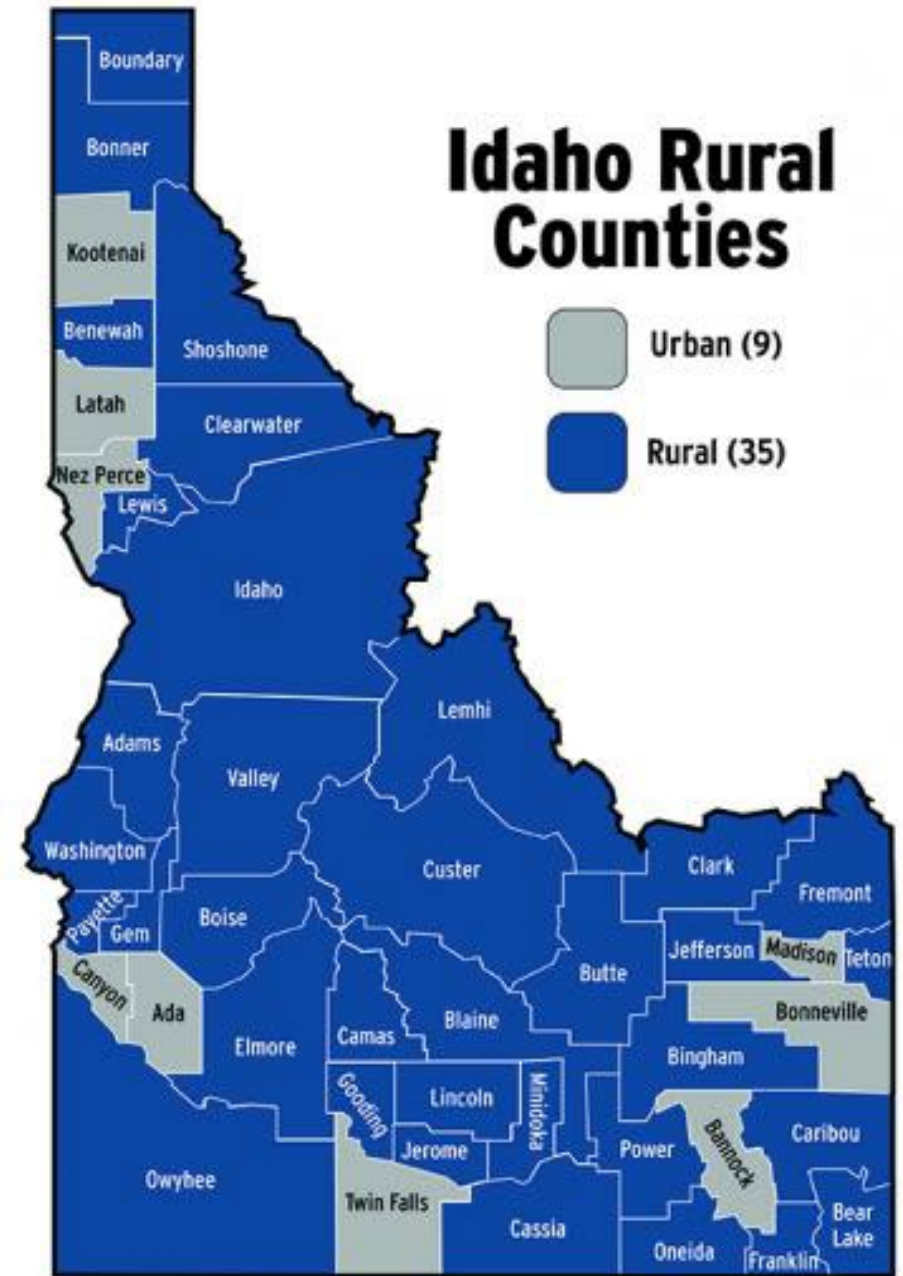 Idaho Rural
Counties
Urban (9)
Rural (35)
Boundary
Bonner
Kootenai
Benewah
Shoshone
Latah
Clearwater
Nez Perce
Lewis
Idaho
Lemhi
Adams
Valley
Washington
Custer
Clark
Fremont
Payette
Gem
Boise
Jefferson
Madison
Teton
Butte
Canyon
Ada
Elmore
Camas
Blaine
Bonneville
Bingham
Gooding
Lincoln
Minidoka
Jerome
Power
Bannock
Caribou
Owyhee
Twin Falls
Cassia
Oneida
Franklin
Bear
Lake